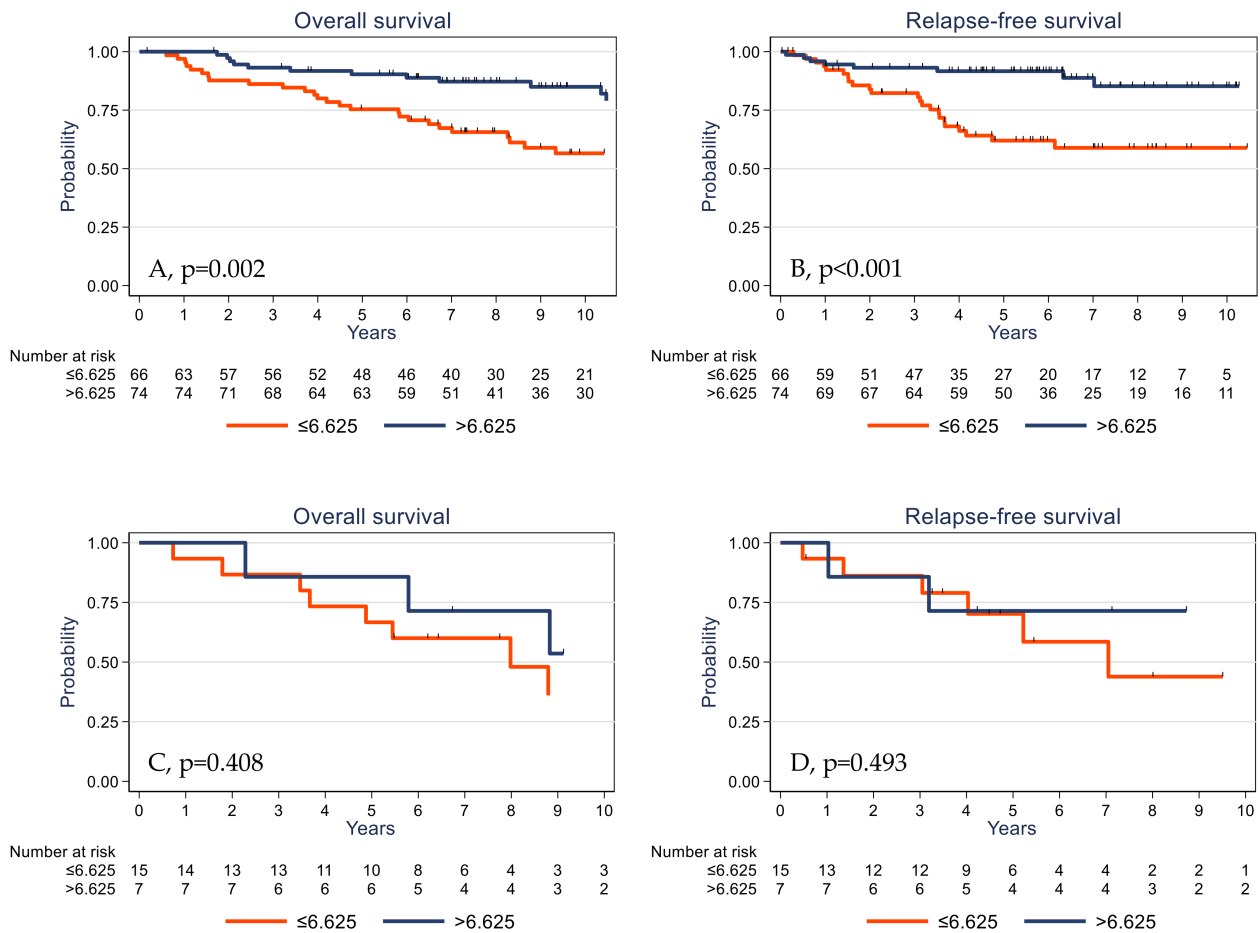 Overall survival
1.00
0.75
0.50
0.25
0.00
Probability
A, p=0.002
0 1 2 3 4 5 6 7 8 9 10
Years
Number at risk
≤6.625 66 63 57 56 52 48 46 40 30 25 21
>6.625 74 74 71 68 64 63 59 51 41 36 30
≤6.625 >6.625
Relapse-free survival
1.00
0.75
0.50
0.25
0.00
Probability
B, p<0.001
0 1 2 3 4 5 6 7 8 9 10
Years
Number at risk
≤6.625 66 59 51 47 35 27 20 17 12 7 5
>6.625 74 69 67 64 59 50 36 25 19 16 11
≤6.625 >6.625
Overall survival
1.00
0.75
0.50
0.25
0.00
Probability
C, p=0.408
0 1 2 3 4 5 6 7 8 9 10
Years
Number at risk
≤6.625 15 14 13 13 11 10 8 6 4 3 3
>6.625 7 7 7 6 6 6 5 4 4 3 2
≤6.625 >6.625
Relapse-free survival
1.00
0.75
0.50
0.25
0.00
Probability
D, p=0.493
0 1 2 3 4 5 6 7 8 9 10
Years
Number at risk
≤6.625 15 13 12 12 9 6 4 4 2 2 1
>6.625 7 7 6 6 5 4 4 4 3 2 2
≤6.625 >6.625